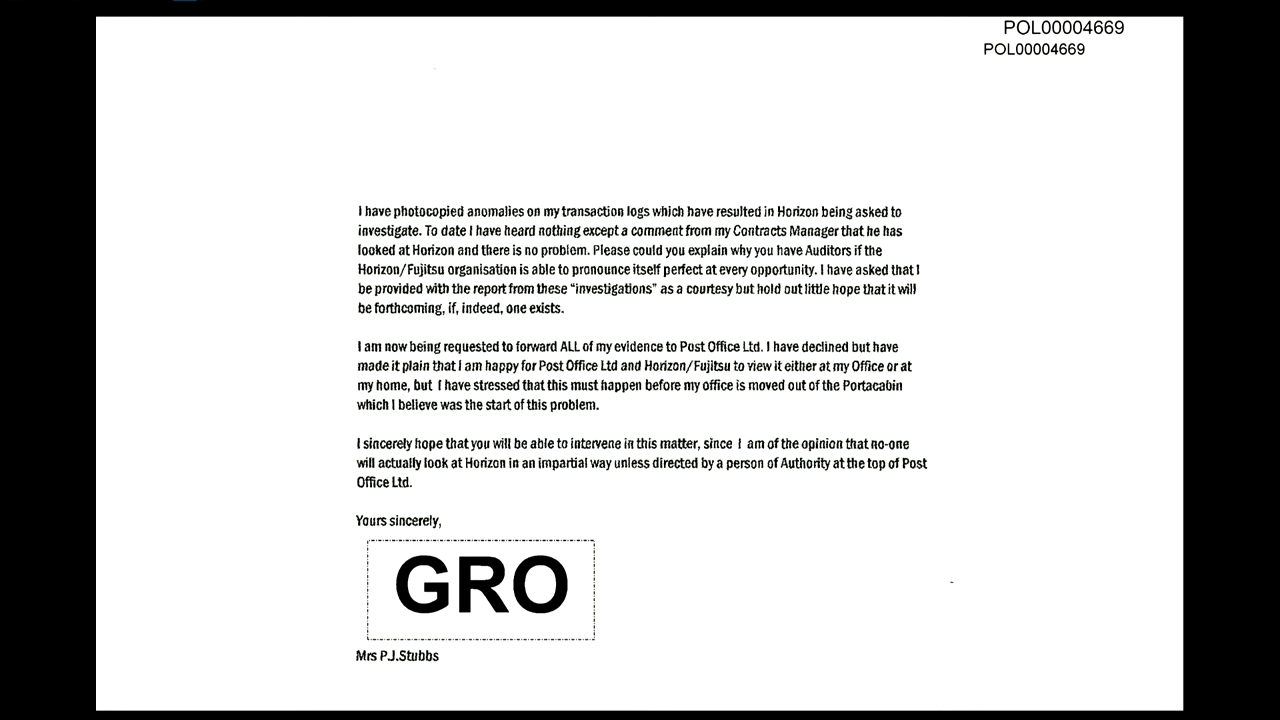 POL00004669
POL00004669
I have photocopied anomalies on my transaction logs which have resulted in Horizon being asked to
investigate. To date I have heard nothing except a comment from my Contracts Manager that he has
looked at Horizon and there is no problem. Please could you explain why you have Auditors if the
Horizon/Fujitsu organisation is able to pronounce itself perfect at every opportunity. I have asked that I
be provided with the report from these "investigations" as a courtesy but hold out little hope that it will
be forthcoming, if, indeed, one exists.
I am now being requested to forward ALL of my evidence to Post Office Ltd. I have declined but have
made it plain that I am happy for Post Office Ltd and Horizon/Fujitsu to view it either at my Office or at
my home, but I have stressed that this must happen before my office is moved out of the Portacabin
which I believe was the start of this problem.
I sincerely hope that you will be able to intervene in this matter, since I am of the opinion that no-one
will actually look at Horizon in an impartial way unless directed by a person of Authority at the top of Post
Office Ltd.
Yours sincerely,
GRO
Mrs P.J.Stubbs